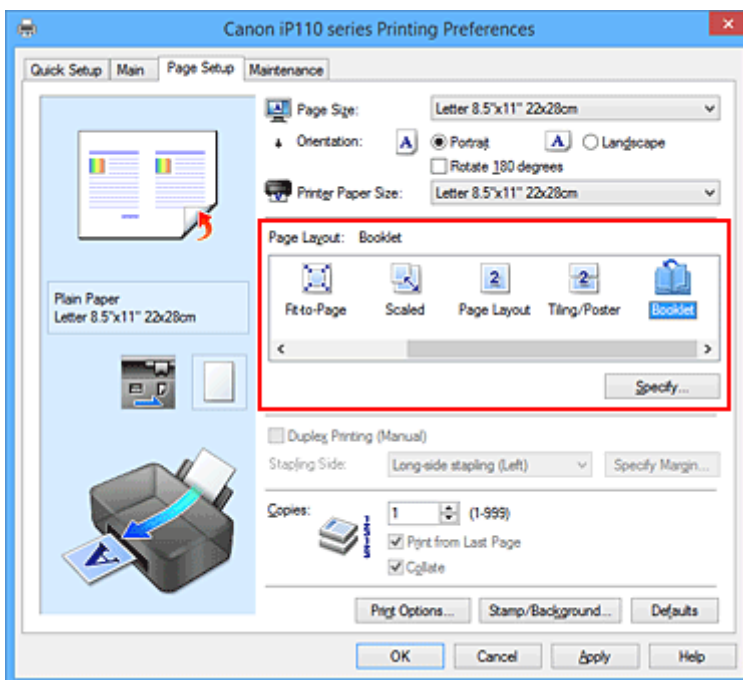 Canon iP110 series Printing Preferences
Quick Setup Main Page Setup Maintenance
Page Size: Letter 8.5"x11" 22x28cm
Orientation: A Portrait A Landscape
Rotate 180 degrees
Printer Paper Size: Letter 8.5"x11" 22x28cm
Page Layout: Booklet
2 2
Fit-to-Page Scaled Page Layout Tiling/Poster Booklet
Plain Paper
Letter 8.5"x11" 22x28cm
Specify...
Duplex Printing (Manual)
Stapling Side: Long-side stapling (Left) Specify Margin...
Copies: 1 (1-999)
Print from Last Page
Collate
A
Print Options... Stamp/Background... Defaults
OK Cancel Apply Help